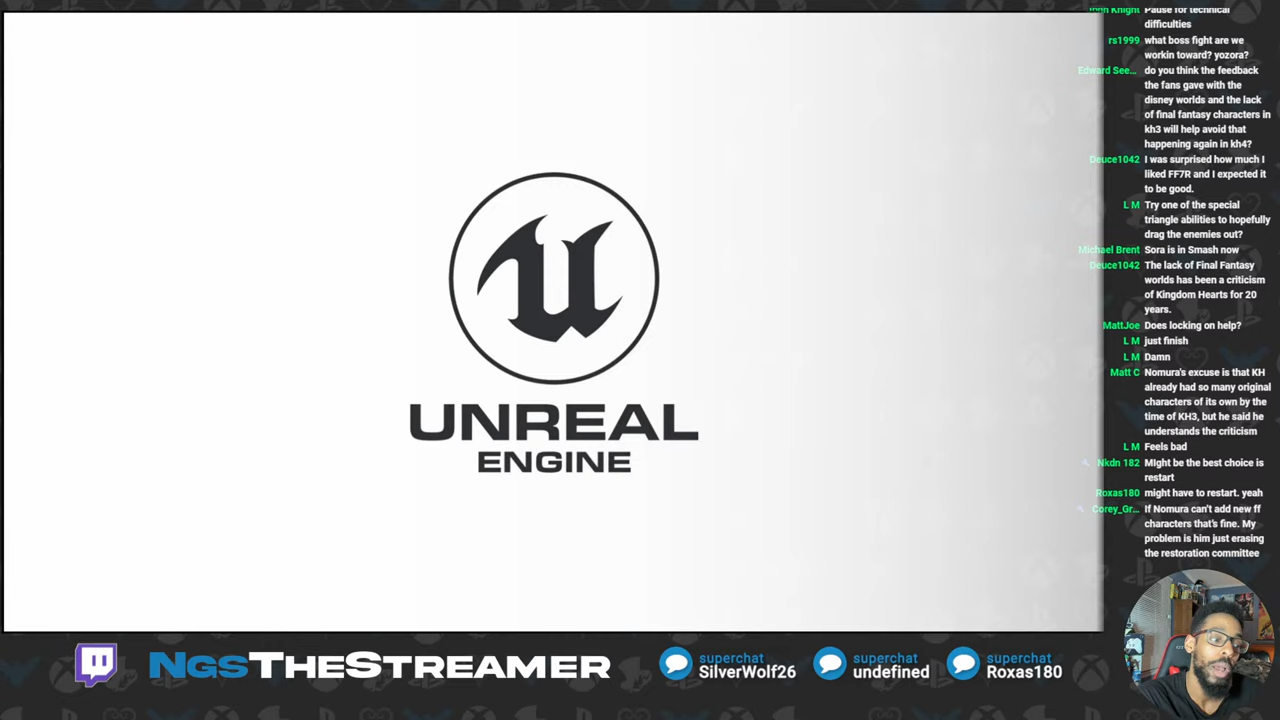 UNREAL
ENGINE
John Knight Pause for technical
difficulties
rs1999 what boss fight are we
workin toward? yozora?
Edward See... do you think the feedback
the fans gave with the
disney worlds and the lack
of final fantasy characters in
kh3 will help avoid that
happening again in kh4?
Deuce1042 I was surprised how much I
liked FF7R and I expected it
to be good.
L M Try one of the special
triangle abilities to hopefully
drag the enemies out?
Michael Brent Sora is in Smash now
Deuce1042 The lack of Final Fantasy
worlds has been a criticism
of Kingdom Hearts for 20
years.
MattJoe Does locking on help?
L M just finish
L M Damn
Matt C Nomura's excuse is that KH
already had so many original
characters of its own by the
time of KH3, but he said he
understands the criticism
L M Feels bad
Nkdn 182 MIght be the best choice is
restart
Roxas180 might have to restart. yeah
Corey_Gr... If Nomura can't add new ff
characters that's fine. My
problem is him just erasing
the restoration committee
NGSTHESTREAMER
superchat
SilverWolf26
superchat
undefined
superchat
Roxas180